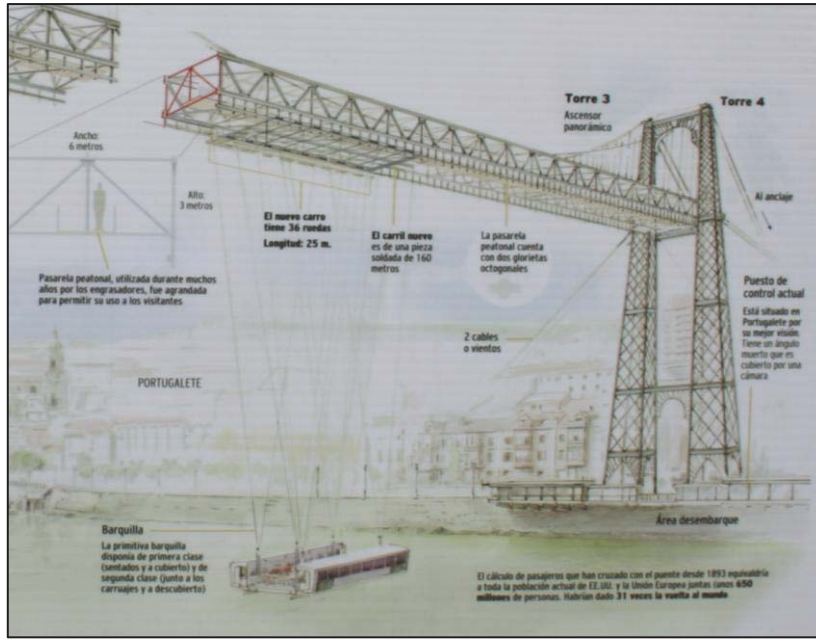 Torre 3
Ascensor
panorámico
Torre 4
Ancho:
6 metros
Alto:
3 metros
Al anclaje
El nuevo carro
tiene 36 ruedas
Longitud: 25 m.
El carril nuevo
es de una pieza
soldada de 160
metros
La pasarela
peatonal cuenta
con dos glorietas
octogonales
Pasarela peatonal, utilizada durante muchos
años por los engrasadores, fue agrandada
para permitir su uso a los visitantes
Puesto de
control actual
Está situado en
Portugalete por
su mejor visión.
Tiene un ángulo
muerto que es
cubierto por una
cámara
2 cables
o vientos
PORTUGALETE
Barquilla
La primitiva barquilla
disponía de primera clase
(sentados y a cubierto) y de
segunda clase (junto a los
carruajes y a descubierto)
Área desembarque
El cálculo de pasajeros que han cruzado con el puente desde 1893 equivaldría
a toda la población actual de EE.UU. y la Unión Europea juntas (unos 650
millones de personas. Habrían dado 31 veces la vuelta al mundo